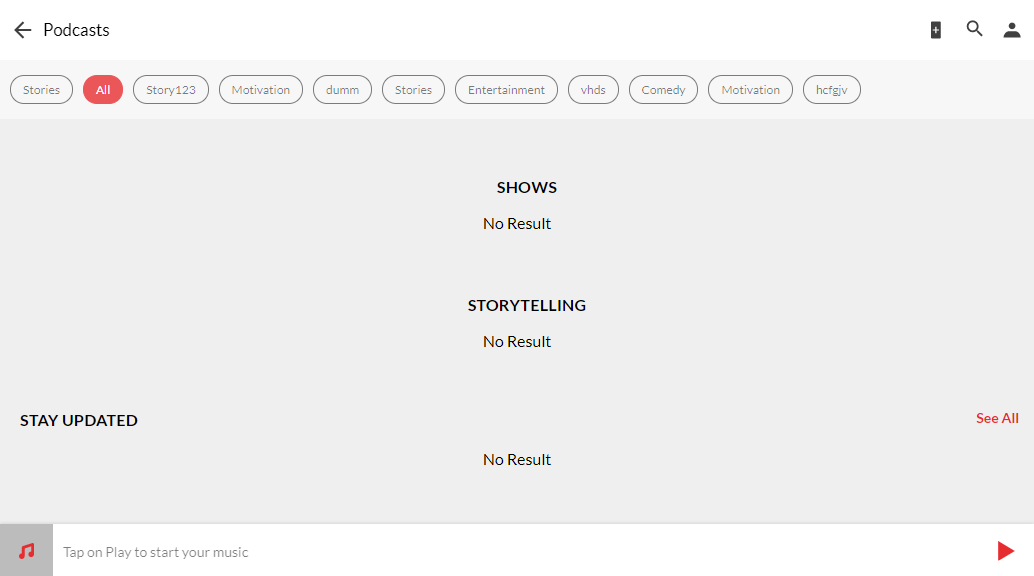 Podcasts
Stories All Story123 Motivation dumm Stories Entertainment vhds Comedy Motivation hcfgjv
SHOWS
No Result
STORYTELLING
No Result
STAY UPDATED See All
No Result
Tap on Play to start your music